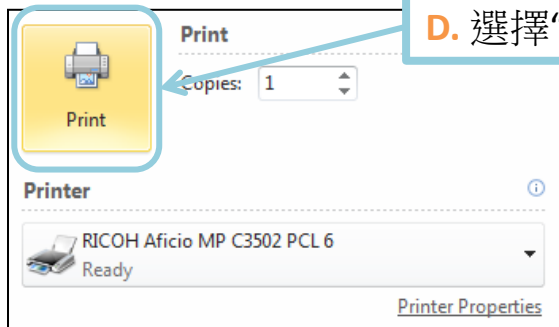 D. 選擇“
Print
Copies: 1
Print
Printer
RICOH Aficio MP C3502 PCL 6
Ready
Printer Properties